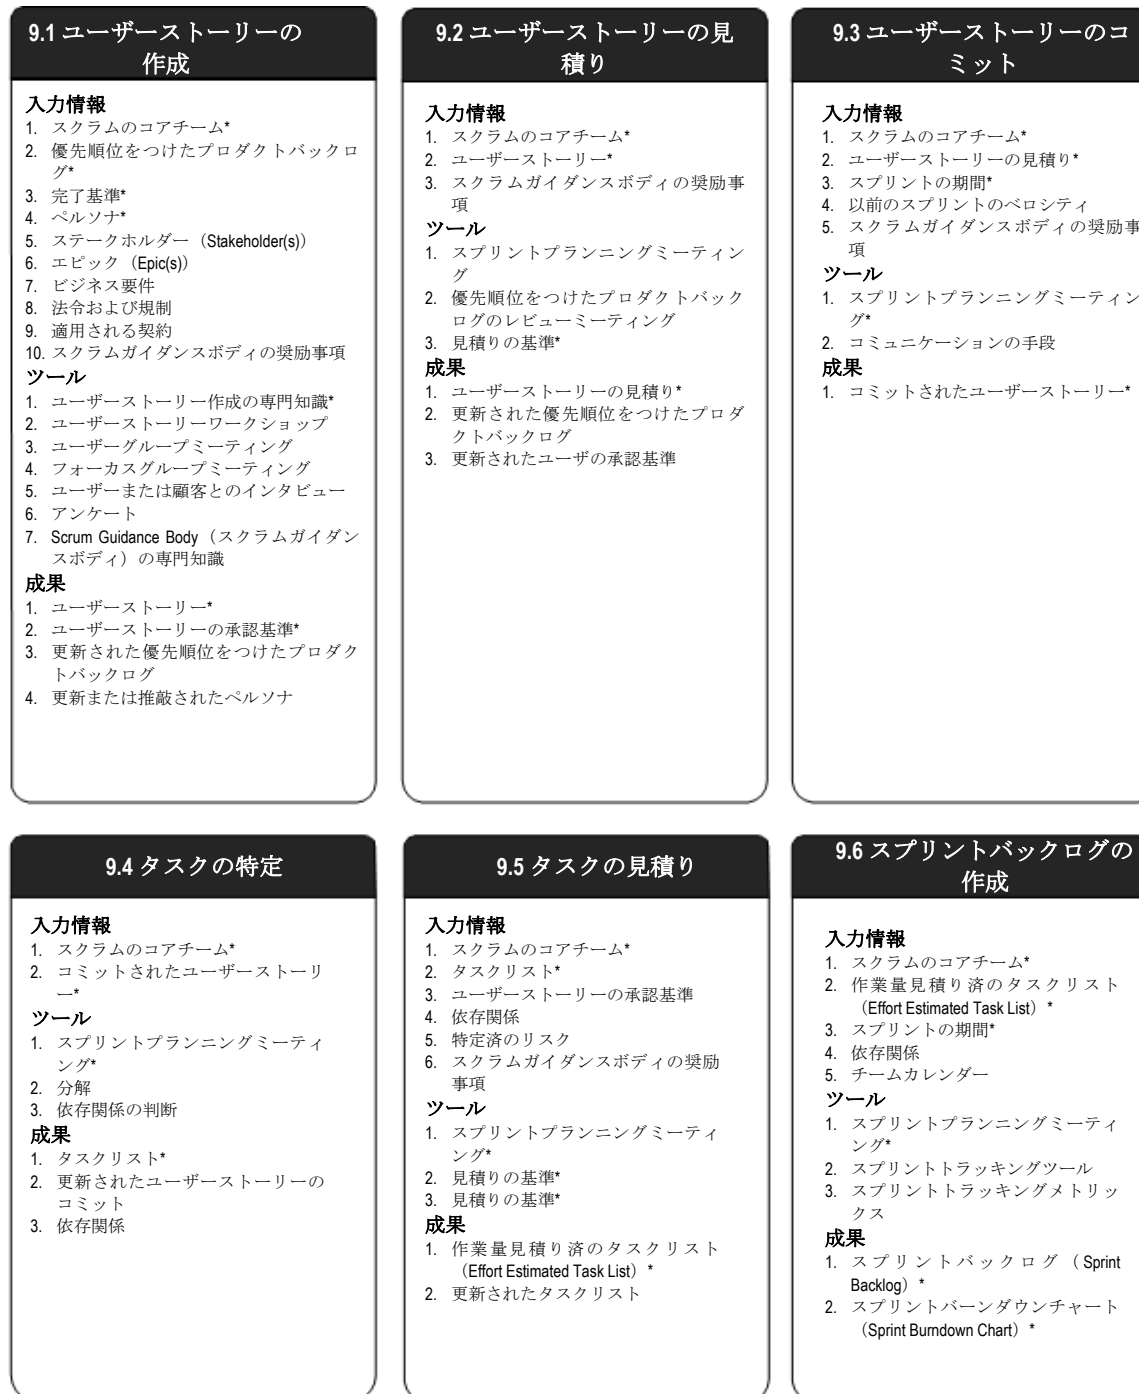 9.1 ユーザーストーリーの
作成
入力情報
1. スクラムのコアチーム*
2. 優先順位をつけたプロダクトバックロ
グ*
3. 完了基準*
4. ペルソナ*
5. ステークホルダー（Stakeholder(s)）
6. エピック（Epic(s)）
7. ビジネス要件
8. 法令および規制
9. 適用される契約
10. スクラムガイダンスボディの奨励事項
ツール
1. ユーザーストーリー作成の専門知識*
2. ユーザーストーリーワークショップ
3. ユーザーグループミーティング
4. フォーカスグループミーティング
5. ユーザーまたは顧客とのインタビュー
6. アンケート
7. Scrum Guidance Body（スクラムガイダン
スボディ）の専門知識
成果
1. ユーザーストーリー*
2. ユーザーストーリーの承認基準*
3. 更新された優先順位をつけたプロダク
トバックログ
4. 更新または推敲されたペルソナ
9.2 ユーザーストーリーの見
積り
入力情報
1. スクラムのコアチーム*
2. ユーザーストーリー*
3. スクラムガイダンスボディの奨励事
項
ツール
1. スプリントプランニングミーティン
グ
2. 優先順位をつけたプロダクトバック
ログのレビューミーティング
3. 見積りの基準*
成果
1. ユーザーストーリーの見積り*
2. 更新された優先順位をつけたプロダ
クトバックログ
3. 更新されたユーザの承認基準
9.3 ユーザーストーリーのコ
ミット
入力情報
1. スクラムのコアチーム*
2. ユーザーストーリーの見積り*
3. スプリントの期間*
4. 以前のスプリントのベロシティ
5. スクラムガイダンスボディの奨励事
項
ツール
1. スプリントプランニングミーティン
グ*
2. コミュニケーションの手段
成果
1. コミットされたユーザーストーリー*
9.4 タスクの特定
入力情報
1. スクラムのコアチーム*
2. コミットされたユーザーストーリ
ー*
ツール
1. スプリントプランニングミーティ
ング*
2. 分解
3. 依存関係の判断
成果
1. タスクリスト*
2. 更新されたユーザーストーリーの
コミット
3. 依存関係
9.5 タスクの見積り
入力情報
1. スクラムのコアチーム*
2. タスクリスト*
3. ユーザーストーリーの承認基準
4. 依存関係
5. 特定済のリスク
6. スクラムガイダンスボディの奨励
事項
ツール
1. スプリントプランニングミーティ
ング*
2. 見積りの基準*
3. 見積りの基準*
成果
1. 作業量見積り済のタスクリスト
（Effort Estimated Task List）*
2. 更新されたタスクリスト
9.6 スプリントバックログの
作成
入力情報
1. スクラムのコアチーム*
2. 作業量見積り済のタスクリスト
（Effort Estimated Task List）*
3. スプリントの期間*
4. 依存関係
5. チームカレンダー
ツール
1. スプリントプランニングミーティ
ング*
2. スプリントトラッキングツール
3. スプリントトラッキングメトリッ
クス
成果
1. スプリントバックログ（Sprint
Backlog）*
2. スプリントバーンダウンチャート
（Sprint Burndown Chart）*